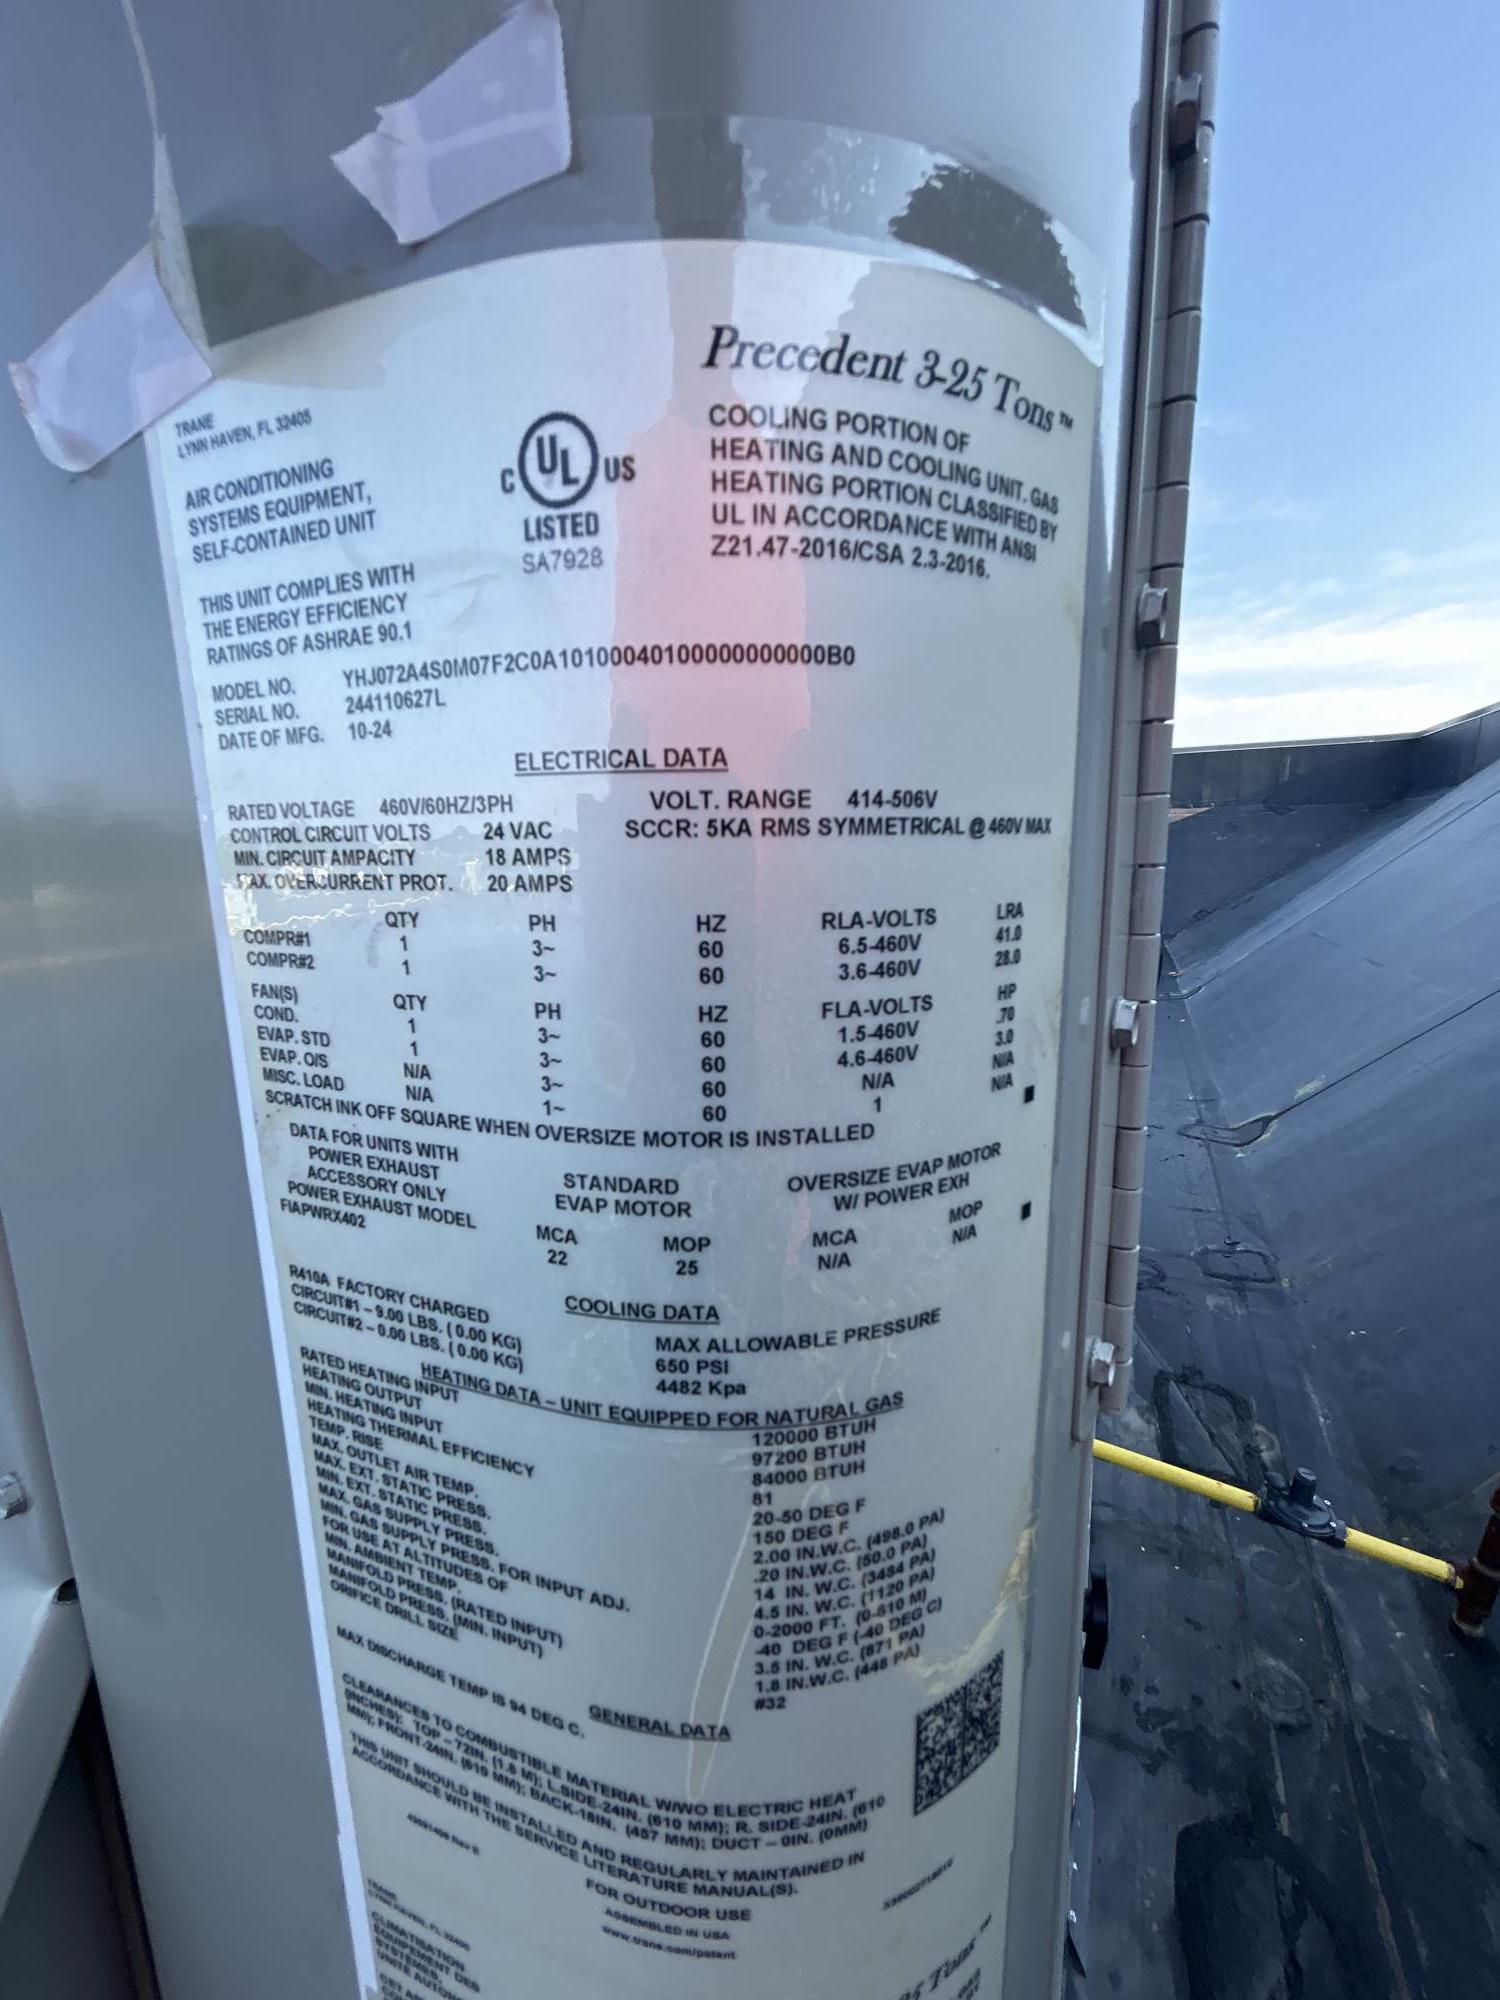 Precedent 3-25 Tons™
TRANE
LYNN HAVEN, FL 32405
AIR CONDITIONING
SYSTEMS EQUIPMENT,
SELF-CONTAINED UNIT
C UL US
LISTED
SA7928
COOLING PORTION OF
HEATING AND COOLING UNIT. GAS
HEATING PORTION CLASSIFIED BY
UL IN ACCORDANCE WITH ANSI
Z21.47-2016/CSA 2.3-2016.
THIS UNIT COMPLIES WITH
THE ENERGY EFFICIENCY
RATINGS OF ASHRAE 90.1
MODEL NO. YHJ072A4S0M07F2C0A10100040100000000000B0
SERIAL NO. 244110627L
DATE OF MFG. 10-24
ELECTRICAL DATA
RATED VOLTAGE 460V/60HZ/3PH VOLT. RANGE 414-506V
CONTROL CIRCUIT VOLTS 24 VAC SCCR: 5KA RMS SYMMETRICAL @ 460V MAX
MIN. CIRCUIT AMPACITY 18 AMPS
MAX. OVERCURRENT PROT. 20 AMPS
QTY PH HZ RLA-VOLTS LRA
COMPR#1 1 3~ 60 6.5-460V 41.0
COMPR#2 1 3~ 60 3.6-460V 28.0
FAN(S) QTY PH HZ FLA-VOLTS HP
COND. 1 3~ 60 1.5-460V .70
EVAP. STD 1 3~ 60 4.6-460V 3.0
EVAP. O/S N/A 3~ 60 N/A N/A
MISC. LOAD N/A 1~ 60 1 N/A
SCRATCH INK OFF SQUARE WHEN OVERSIZE MOTOR IS INSTALLED
DATA FOR UNITS WITH
POWER EXHAUST
ACCESSORY ONLY
POWER EXHAUST MODEL
FIAPWRX402
STANDARD
EVAP MOTOR
MCA MOP
22 25
OVERSIZE EVAP MOTOR
W/ POWER EXH
MCA MOP
N/A N/A
COOLING DATA
R410A FACTORY CHARGED
CIRCUIT#1 – 9.00 LBS. ( 0.00 KG)
CIRCUIT#2 – 0.00 LBS. ( 0.00 KG)
MAX ALLOWABLE PRESSURE
650 PSI
4482 Kpa
HEATING DATA – UNIT EQUIPPED FOR NATURAL GAS
RATED HEATING INPUT 120000 BTUH
HEATING OUTPUT 97200 BTUH
MIN. HEATING INPUT 84000 BTUH
HEATING THERMAL EFFICIENCY 81
TEMP. RISE 20-50 DEG F
MAX. OUTLET AIR TEMP. 150 DEG F
MAX. EXT. STATIC PRESS. 2.00 IN.W.C. (498.0 PA)
MIN. EXT. STATIC PRESS. .20 IN.W.C. (50.0 PA)
MAX. GAS SUPPLY PRESS. 14 IN. W.C. (3484 PA)
MIN. GAS SUPPLY PRESS. FOR INPUT ADJ. 4.5 IN. W.C. (1120 PA)
FOR USE AT ALTITUDES OF 0-2000 FT. (0-610 M)
MIN. AMBIENT TEMP. -40 DEG F (-40 DEG C)
MANIFOLD PRESS. (RATED INPUT) 3.5 IN. W.C. (871 PA)
MANIFOLD PRESS. (MIN. INPUT) 1.8 IN.W.C. (448 PA)
ORIFICE DRILL SIZE #32
GENERAL DATA
MAX DISCHARGE TEMP IS 94 DEG C.
CLEARANCES TO COMBUSTIBLE MATERIAL W/WO ELECTRIC HEAT
(INCHES): TOP – 72IN. (1.8 M); L.SIDE-24IN. (610 MM); R. SIDE-24IN. (610
MM); FRONT-24IN. (610 MM); BACK-18IN. (457 MM); DUCT – 0IN. (0MM)
THIS UNIT SHOULD BE INSTALLED AND REGULARLY MAINTAINED IN
ACCORDANCE WITH THE SERVICE LITERATURE MANUAL(S).
FOR OUTDOOR USE
ASSEMBLED IN USA
www.trane.com/patent
TRANE
LYNN HAVEN, FL 32405
CLIMATISATION
EQUIPEMENT DES
SYSTEMES,
25 Tons™